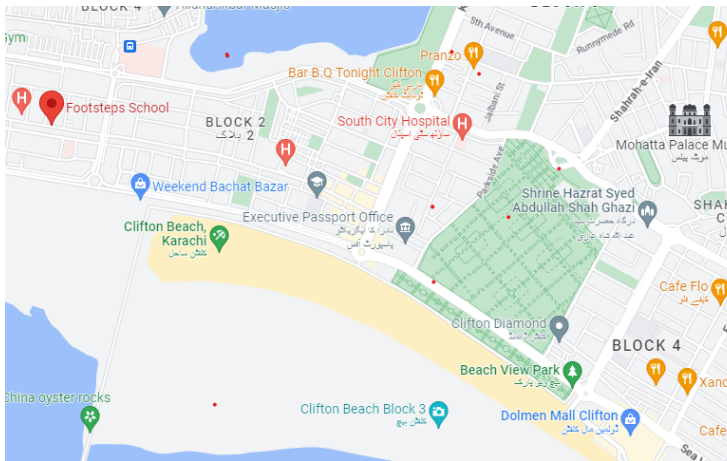 BLOCK 4
5th Avenue
Runnymede Rd
Gym
Pranzo
Bar B.Q Tonight Clifton
Shahrah-e-Iran
Jalbani St
Footsteps School
BLOCK 2
بلاک 2
South City Hospital
ساؤتھ سٹی اسپتال
Mohatta Palace Mu
موہٹہ پیلس
Parkside Ave
Weekend Bachat Bazar
Shrine Hazrat Syed
Abdullah Shah Ghazi
عبد اللہ شاہ غازی
SHA
Executive Passport Office
پاسپورٹ آفس
Clifton Beach,
Karachi
کلفٹن ساحل
Cafe Flo
کیفے فلو
Clifton Diamond
BLOCK 4
Beach View Park
بیچ ویو پارک
Xand
China oyster rocks
Clifton Beach Block 3
کلفٹن بیچ
Dolmen Mall Clifton
ڈولمین مال کلفٹن
Cafe
Sea